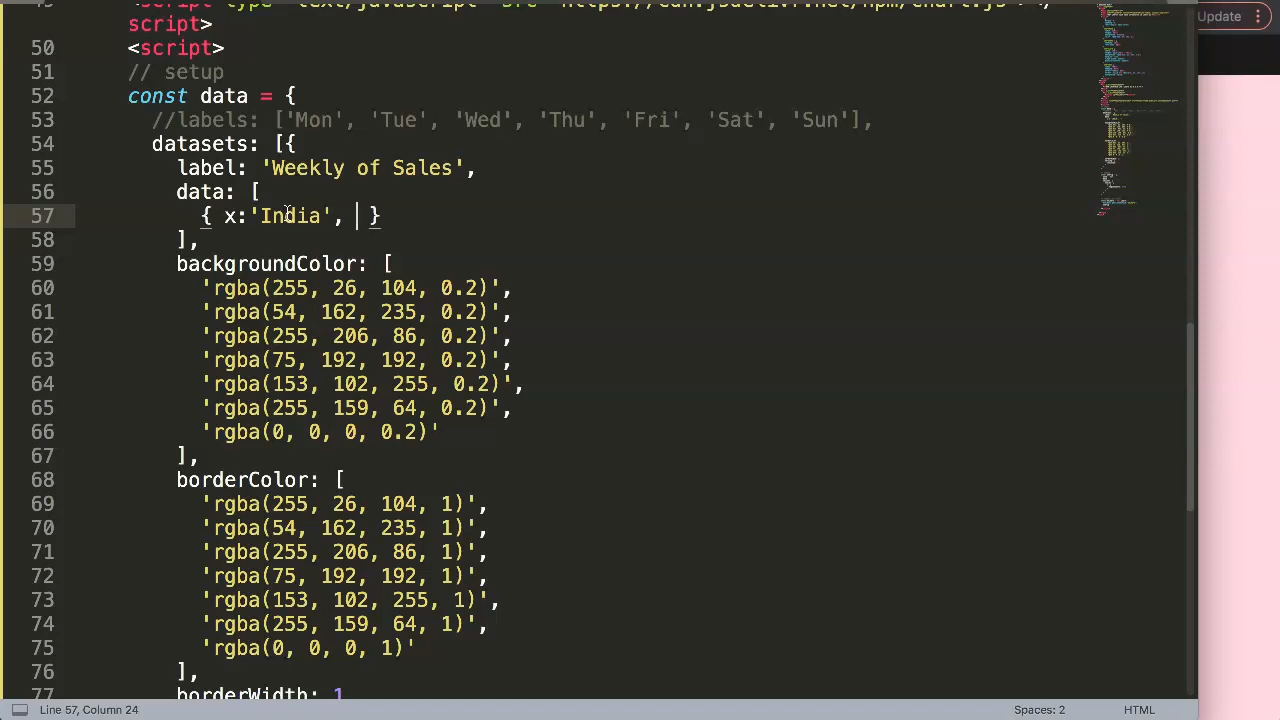 Update
script>
50 <script>
51 // setup
52 const data = {
53 //labels: ['Mon', 'Tue', 'Wed', 'Thu', 'Fri', 'Sat', 'Sun'],
54 datasets: [{
55 label: 'Weekly of Sales',
56 data: [
57 { x:'India', }
58 ],
59 backgroundColor: [
60 'rgba(255, 26, 104, 0.2)',
61 'rgba(54, 162, 235, 0.2)',
62 'rgba(255, 206, 86, 0.2)',
63 'rgba(75, 192, 192, 0.2)',
64 'rgba(153, 102, 255, 0.2)',
65 'rgba(255, 159, 64, 0.2)',
66 'rgba(0, 0, 0, 0.2)'
67 ],
68 borderColor: [
69 'rgba(255, 26, 104, 1)',
70 'rgba(54, 162, 235, 1)',
71 'rgba(255, 206, 86, 1)',
72 'rgba(75, 192, 192, 1)',
73 'rgba(153, 102, 255, 1)',
74 'rgba(255, 159, 64, 1)',
75 'rgba(0, 0, 0, 1)'
76 ],
77 borderWidth: 1
Line 57, Column 24 Spaces: 2 HTML